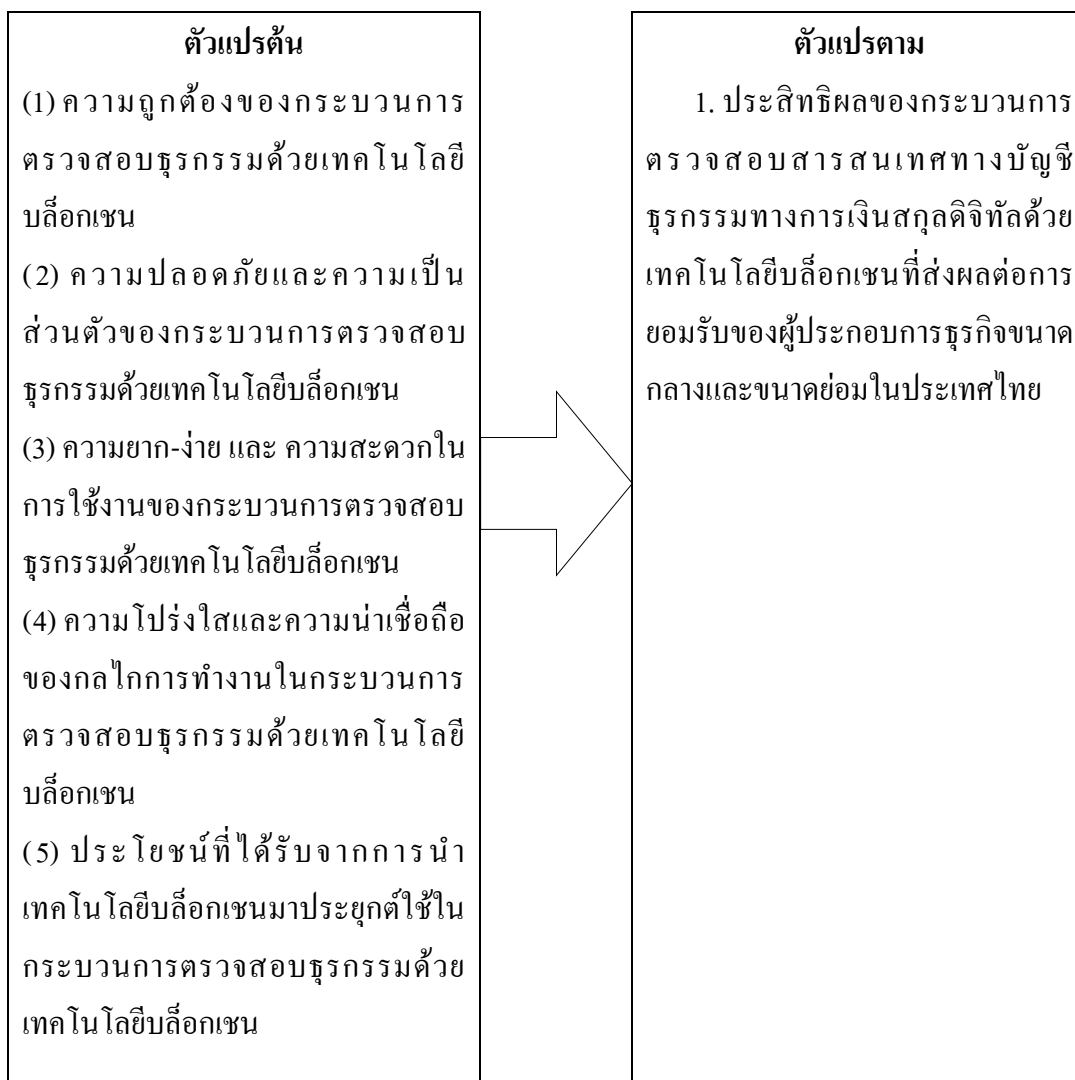 ตัวแปรต้น
(1) ความถูกต้องของกระบวนการ
ตรวจสอบธุรกรรมด้วยเทคโนโลยี
บล็อกเชน
(2) ความปลอดภัยและความเป็น
ส่วนตัวของกระบวนการตรวจสอบ
ธุรกรรมด้วยเทคโนโลยีบล็อกเชน
(3) ความยาก-ง่าย และ ความสะดวกใน
การใช้งานของกระบวนการตรวจสอบ
ธุรกรรมด้วยเทคโนโลยีบล็อกเชน
(4) ความโปร่งใสและความน่าเชื่อถือ
ของกลไกการทำงานในกระบวนการ
ตรวจสอบธุรกรรมด้วยเทคโนโลยี
บล็อกเชน
(5) ประโยชน์ที่ได้รับจากการนำ
เทคโนโลยีบล็อกเชนมาประยุกต์ใช้ใน
กระบวนการตรวจสอบธุรกรรมด้วย
เทคโนโลยีบล็อกเชน
ตัวแปรตาม
1. ประสิทธิผลของกระบวนการ
ตรวจสอบสารสนเทศทางบัญชี
ธุรกรรมทางการเงินสกุลดิจิทัลด้วย
เทคโนโลยีบล็อกเชนที่ส่งผลต่อการ
ยอมรับของผู้ประกอบการธุรกิจขนาด
กลางและขนาดย่อมในประเทศไทย